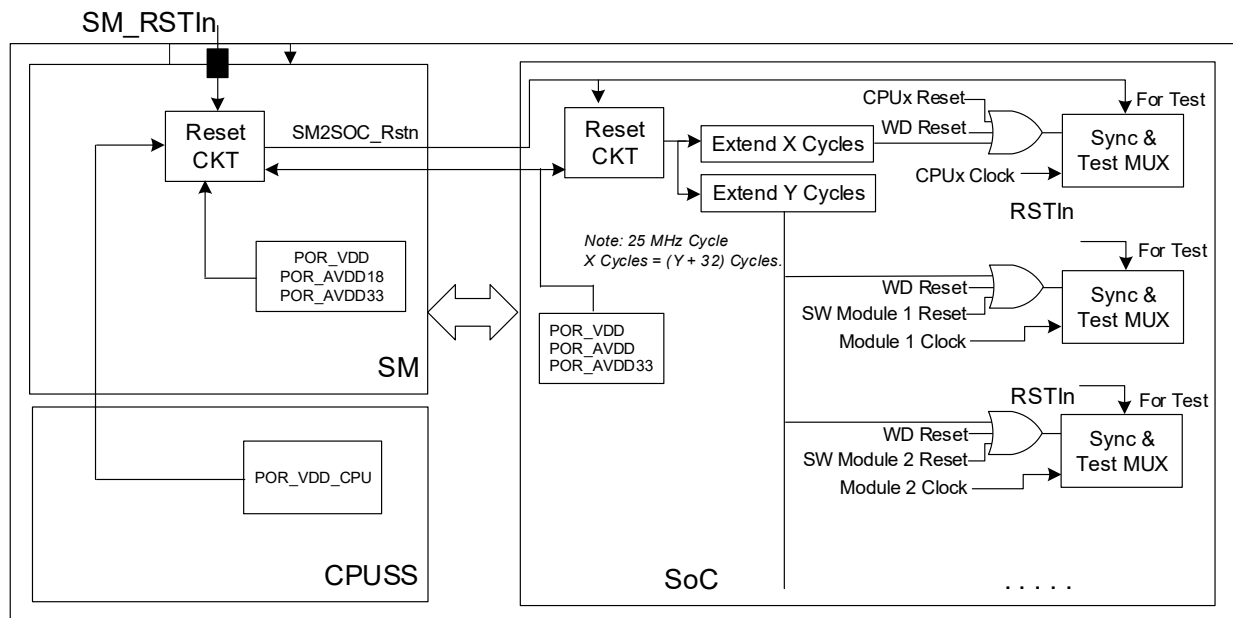 SM_RSTIn
Reset
CKT
SM2SOC_Rstn
POR_VDD
POR_AVDD18
POR_AVDD33
SM
POR_VDD_CPU
CPUSS
Reset
CKT
Extend X Cycles
Extend Y Cycles
Note: 25 MHz Cycle
X Cycles = (Y + 32) Cycles.
POR_VDD
POR_AVDD
POR_AVDD33
SoC
CPUx Reset
WD Reset
For Test
Sync &
Test MUX
CPUx Clock
RSTIn
For Test
WD Reset
SW Module 1 Reset
Module 1 Clock
Sync &
Test MUX
RSTIn
For Test
WD Reset
SW Module 2 Reset
Module 2 Clock
Sync &
Test MUX
. . . . .